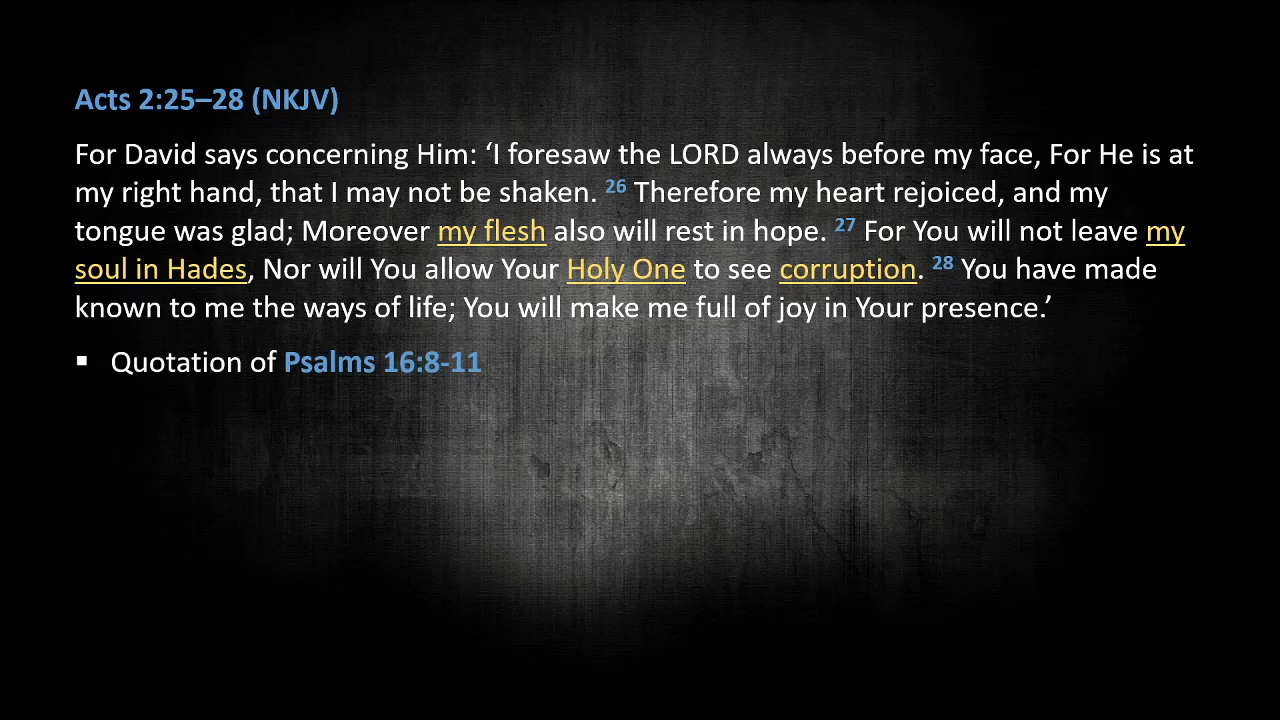 Acts 2:25–28 (NKJV)
For David says concerning Him: ‘I foresaw the LORD always before my face, For He is at
my right hand, that I may not be shaken. 26 Therefore my heart rejoiced, and my
tongue was glad; Moreover my flesh also will rest in hope. 27 For You will not leave my
soul in Hades, Nor will You allow Your Holy One to see corruption. 28 You have made
known to me the ways of life; You will make me full of joy in Your presence.’
▪ Quotation of Psalms 16:8-11